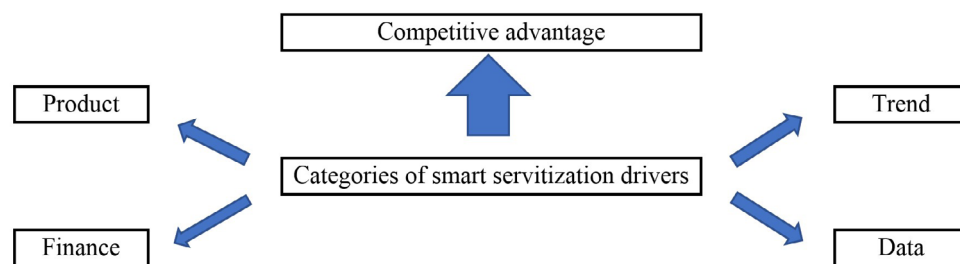 Competitive advantage
Product
Trend
Categories of smart servitization drivers
Finance
Data